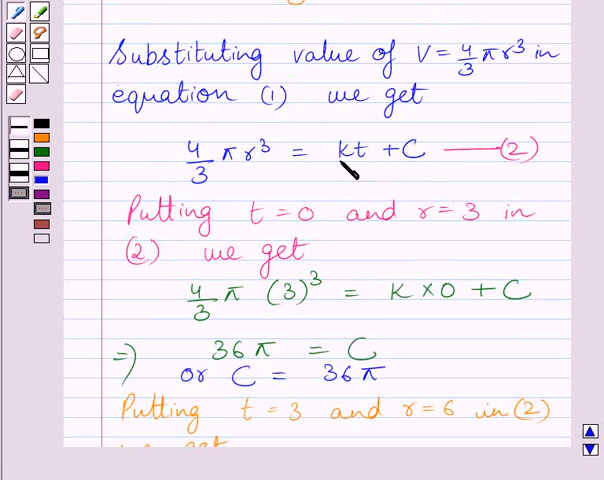 Substituting value of V = 4/3 πr³ in
equation (1) we get
4/3 πr³ = kt + C —— (2)
Putting t = 0 and r = 3 in
(2) we get
4/3 π (3)³ = K × 0 + C
⇒ 36π = C
or C = 36π
Putting t = 3 and r = 6 in (2)
we get